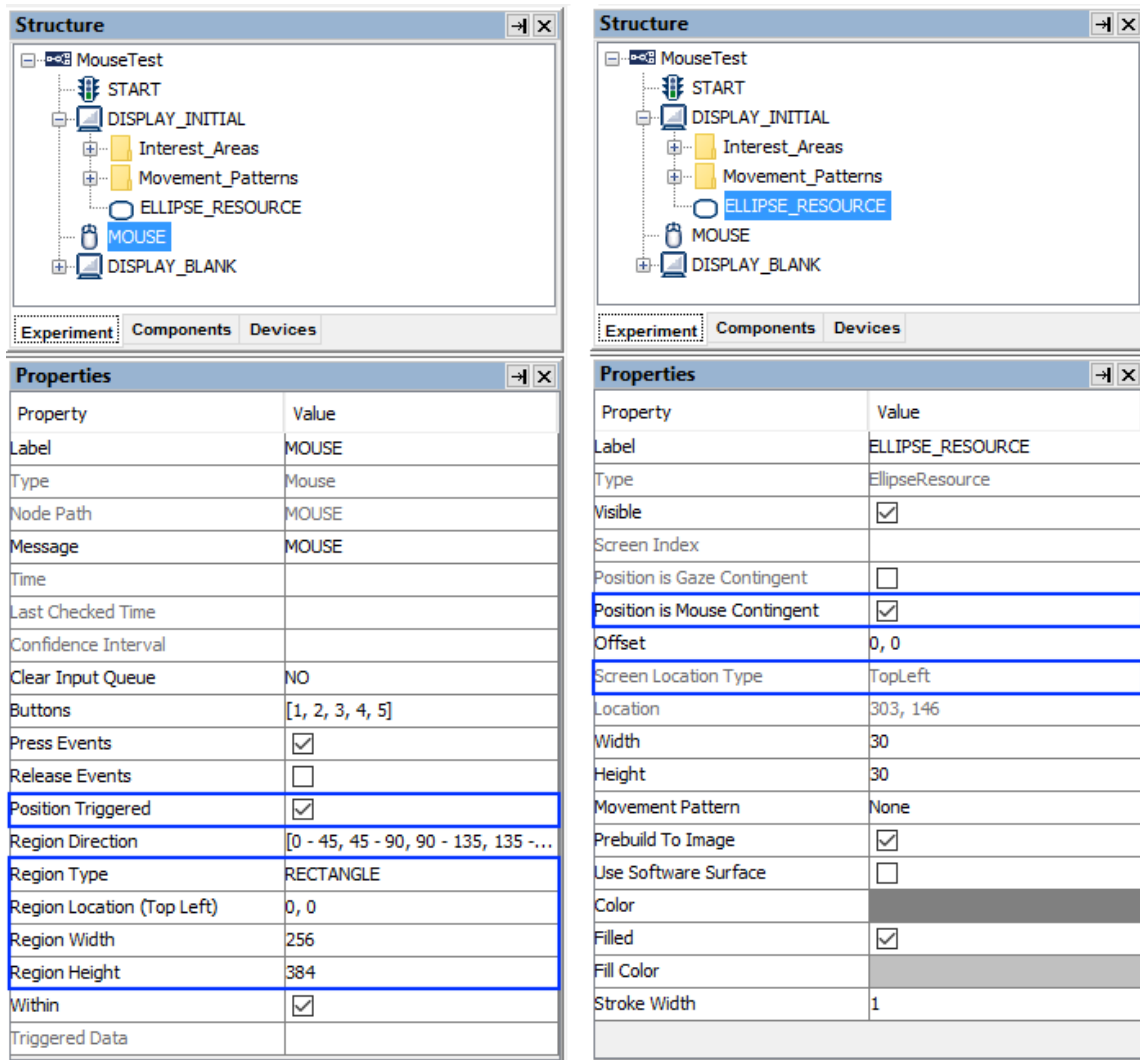 Structure
MouseTest
START
DISPLAY_INITIAL
Interest_Areas
Movement_Patterns
ELLIPSE_RESOURCE
MOUSE
DISPLAY_BLANK
Experiment Components Devices
Properties
Property Value
Label MOUSE
Type Mouse
Node Path MOUSE
Message MOUSE
Time
Last Checked Time
Confidence Interval
Clear Input Queue NO
Buttons [1, 2, 3, 4, 5]
Press Events
Release Events
Position Triggered
Region Direction [0 - 45, 45 - 90, 90 - 135, 135 -...
Region Type RECTANGLE
Region Location (Top Left) 0, 0
Region Width 256
Region Height 384
Within
Triggered Data
Structure
MouseTest
START
DISPLAY_INITIAL
Interest_Areas
Movement_Patterns
ELLIPSE_RESOURCE
MOUSE
DISPLAY_BLANK
Experiment Components Devices
Properties
Property Value
Label ELLIPSE_RESOURCE
Type EllipseResource
Visible
Screen Index
Position is Gaze Contingent
Position is Mouse Contingent
Offset 0, 0
Screen Location Type TopLeft
Location 303, 146
Width 30
Height 30
Movement Pattern None
Prebuild To Image
Use Software Surface
Color
Filled
Fill Color
Stroke Width 1